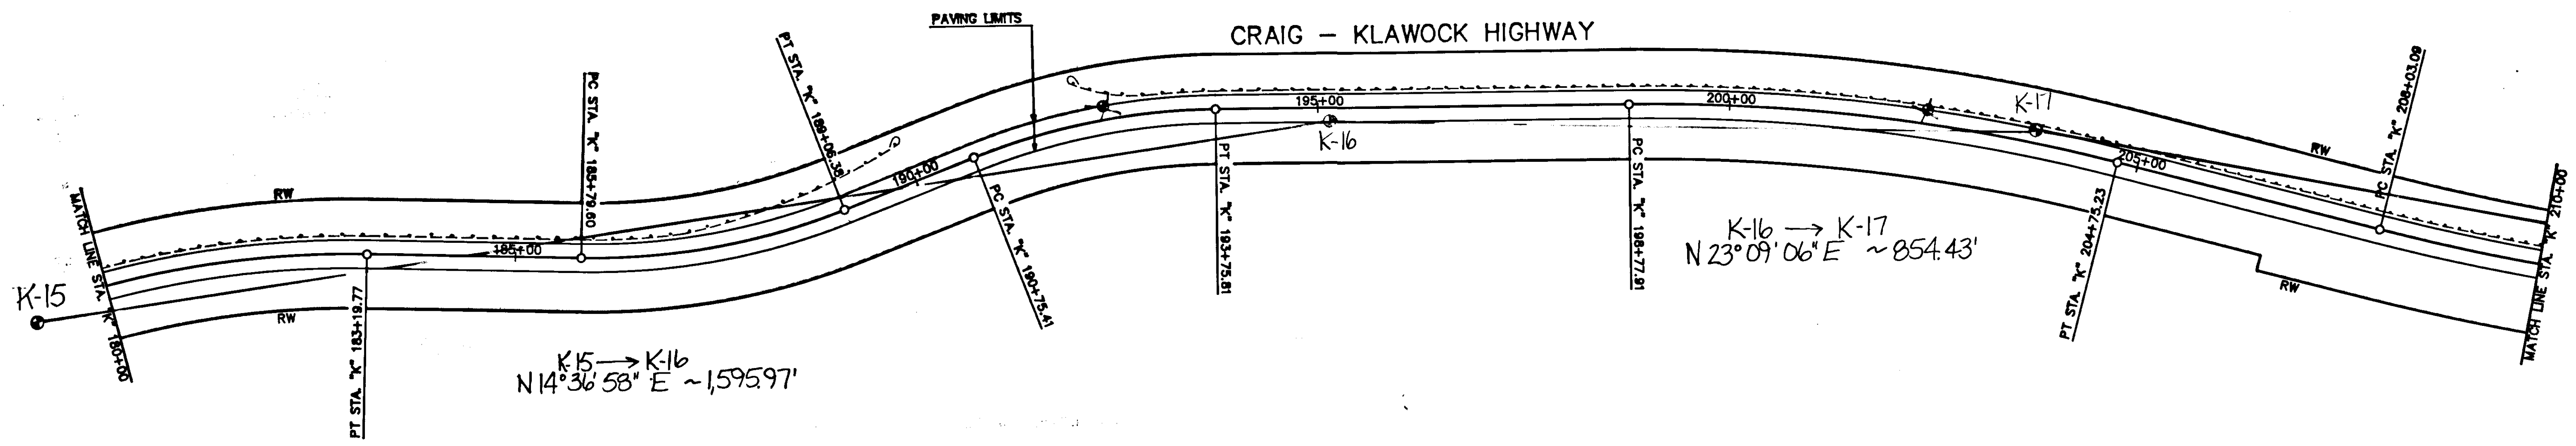 PAVING LIMITS
CRAIG – KLAWOCK HIGHWAY
MATCH LINE STA. "K" 180+00
RW
RW
K-15
PT STA. "K" 183+19.77
185+00
PC STA. "K" 185+79.60
PT STA. "K" 189+06.38
190+00
PC STA. "K" 190+75.41
PT STA. "K" 193+75.81
195+00
K-16
PC STA. "K" 198+77.91
200+00
K-17
PT STA. "K" 204+75.23
205+00
PC STA. "K" 208+03.09
RW
RW
MATCH LINE STA. "K" 210+00
K-15 → K-16
N 14° 36' 58" E ~ 1,595.97'
K-16 → K-17
N 23° 09' 06" E ~ 854.43'